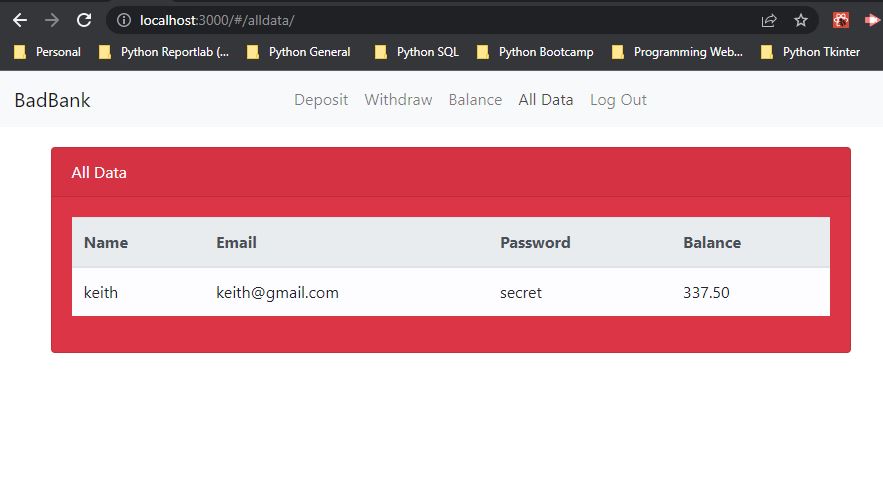 localhost:3000/#/alldata/
Personal Python Reportlab (... Python General Python SQL Python Bootcamp Programming Web... Python Tkinter
BadBank Deposit Withdraw Balance All Data Log Out
All Data
Name Email Password Balance
keith keith@gmail.com secret 337.50